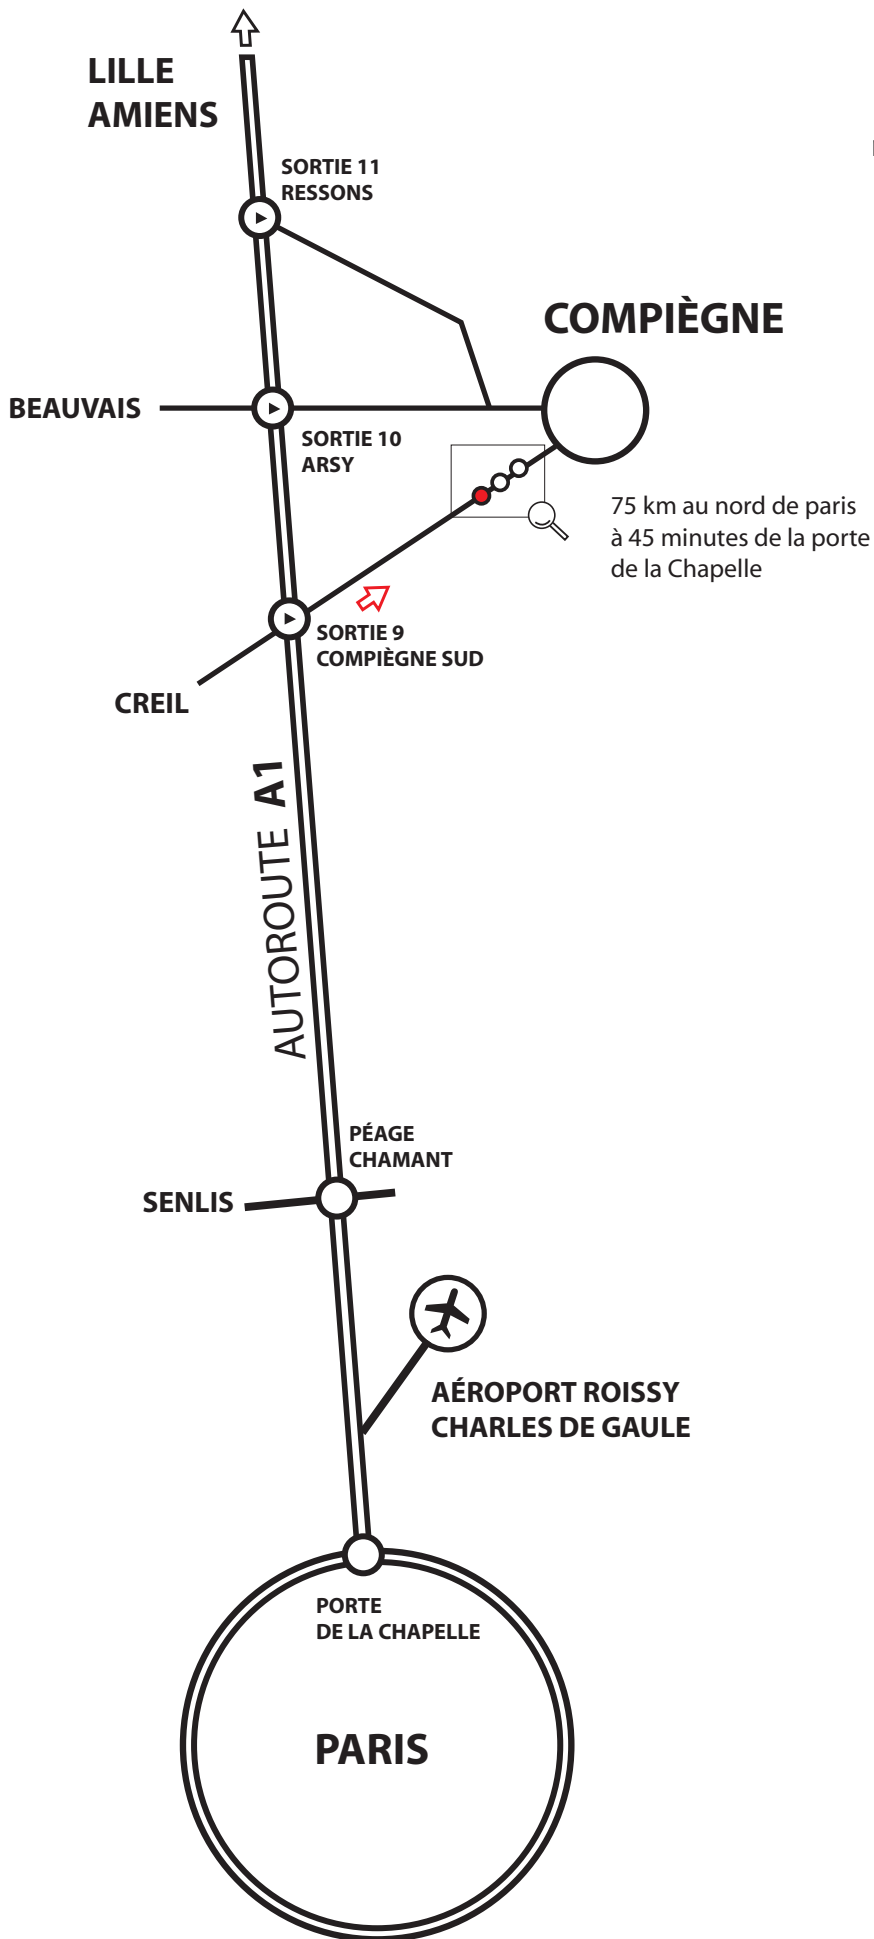 LILLE
AMIENS
SORTIE 11
RESSONS
COMPIÈGNE
BEAUVAIS
SORTIE 10
ARSY
75 km au nord de paris
à 45 minutes de la porte
de la Chapelle
SORTIE 9
COMPIÈGNE SUD
CREIL
AUTOROUTE A1
PÉAGE
CHAMANT
SENLIS
AÉROPORT ROISSY
CHARLES DE GAULE
PORTE
DE LA CHAPELLE
PARIS